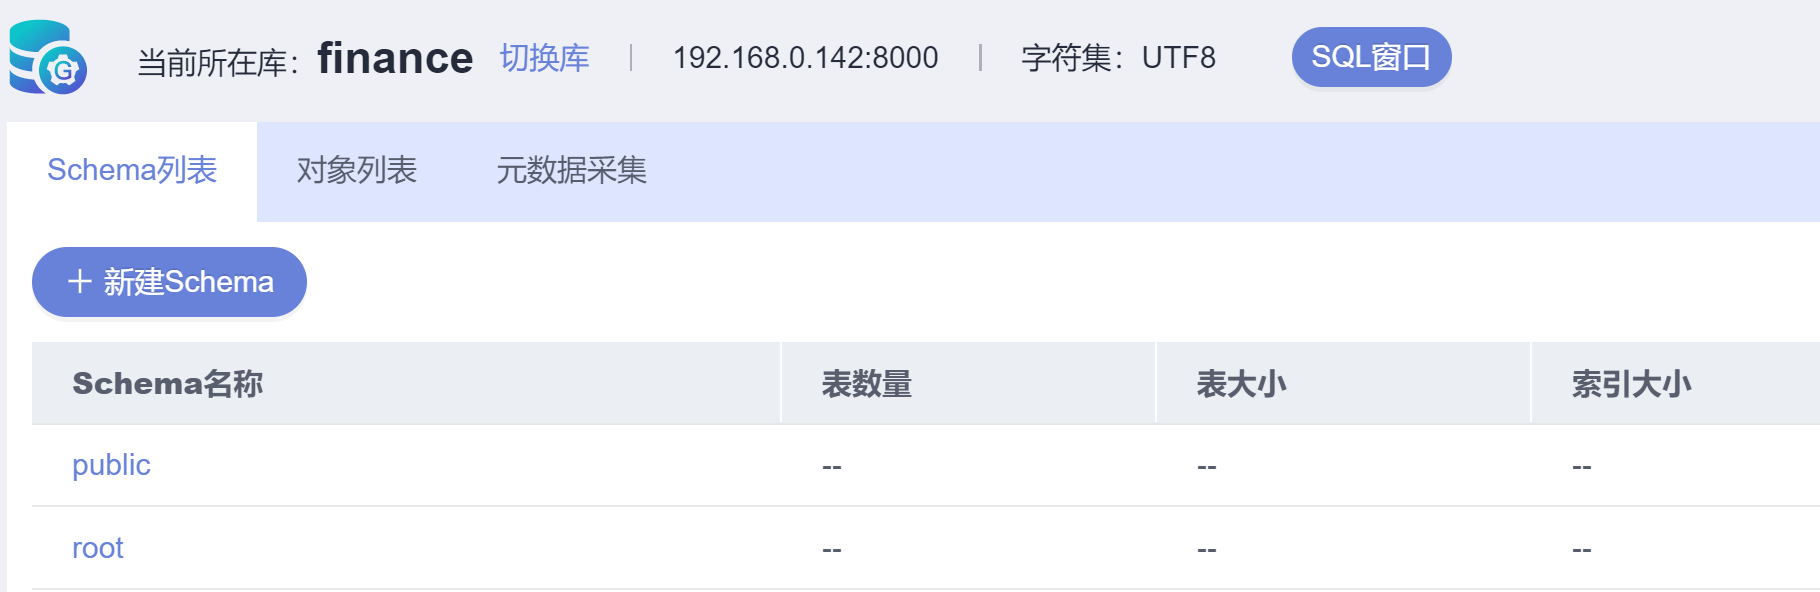 当前所在库： finance 切换库 | 192.168.0.142:8000 | 字符集：UTF8 SQL窗口
G
Schema列表 对象列表 元数据采集
+ 新建Schema
Schema名称 表数量 表大小 索引大小
public -- -- --
root -- -- --